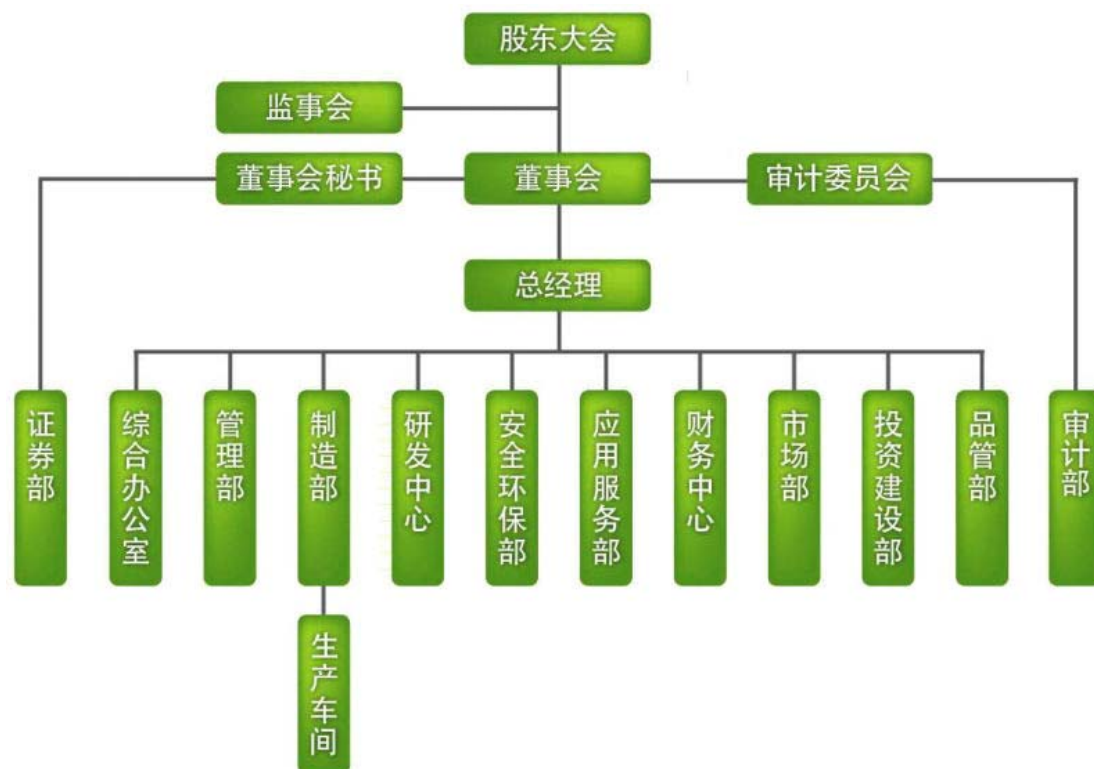 股东大会
监事会
董事会秘书
董事会
审计委员会
总经理
证券部
综合办公室
管理部
制造部
研发中心
安全环保部
应用服务部
财务中心
市场部
投资建设部
品管部
审计部
生产车间